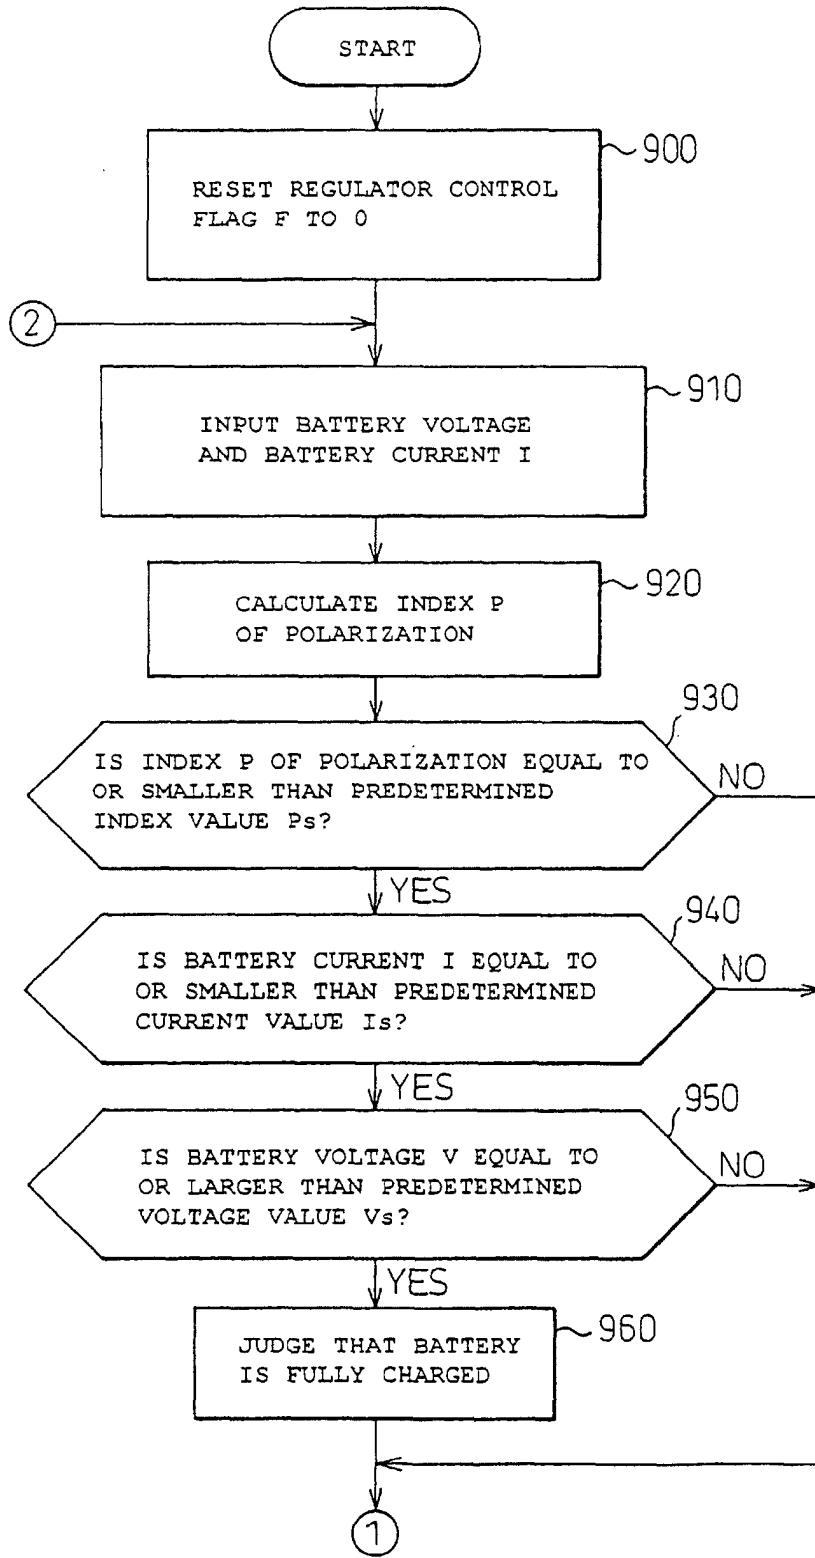 START
900
RESET REGULATOR CONTROL
FLAG F TO 0
2
910
INPUT BATTERY VOLTAGE
AND BATTERY CURRENT I
920
CALCULATE INDEX P
OF POLARIZATION
930
IS INDEX P OF POLARIZATION EQUAL TO
OR SMALLER THAN PREDETERMINED
INDEX VALUE Ps?
NO
YES
940
IS BATTERY CURRENT I EQUAL TO
OR SMALLER THAN PREDETERMINED
CURRENT VALUE Is?
NO
YES
950
IS BATTERY VOLTAGE V EQUAL TO
OR LARGER THAN PREDETERMINED
VOLTAGE VALUE Vs?
NO
YES
960
JUDGE THAT BATTERY
IS FULLY CHARGED
1